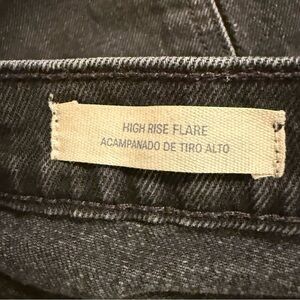 HIGH RISE FLARE
ACAMPANADO DE TIRO ALTO